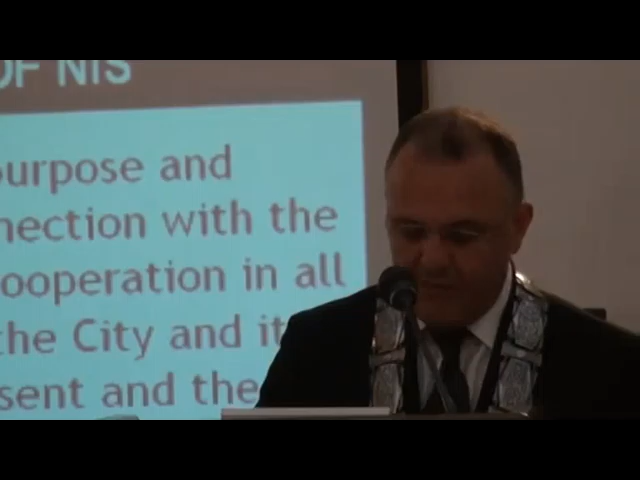 OF NIS
purpose and
nection with the
ooperation in all
the City and it
sent and the